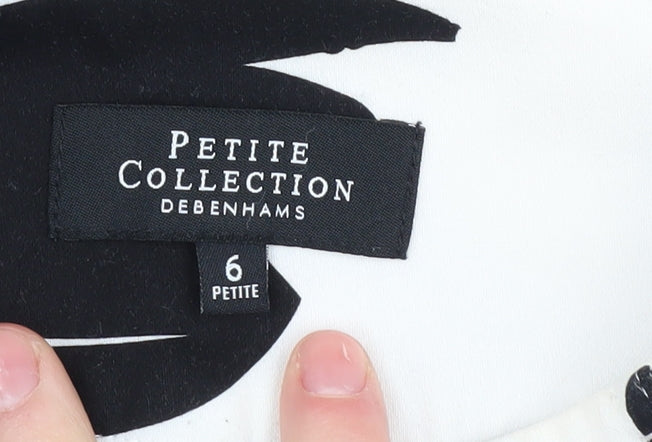 PETITE
COLLECTION
DEBENHAMS
6
PETITE